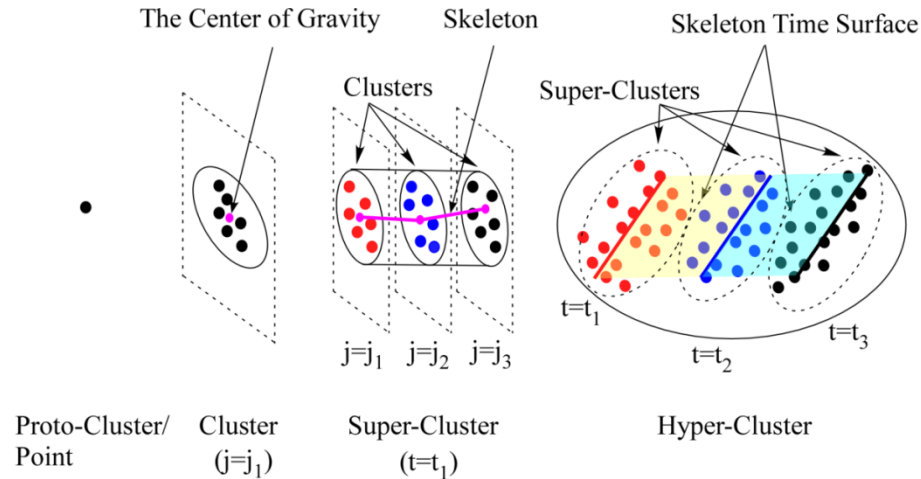 The Center of Gravity
Skeleton
Skeleton Time Surface
Clusters
Super-Clusters
t=t₁
t=t₂
t=t₃
j=j₁
j=j₂
j=j₃
Proto-Cluster/
Point
Cluster
(j=j₁)
Super-Cluster
(t=t₁)
Hyper-Cluster